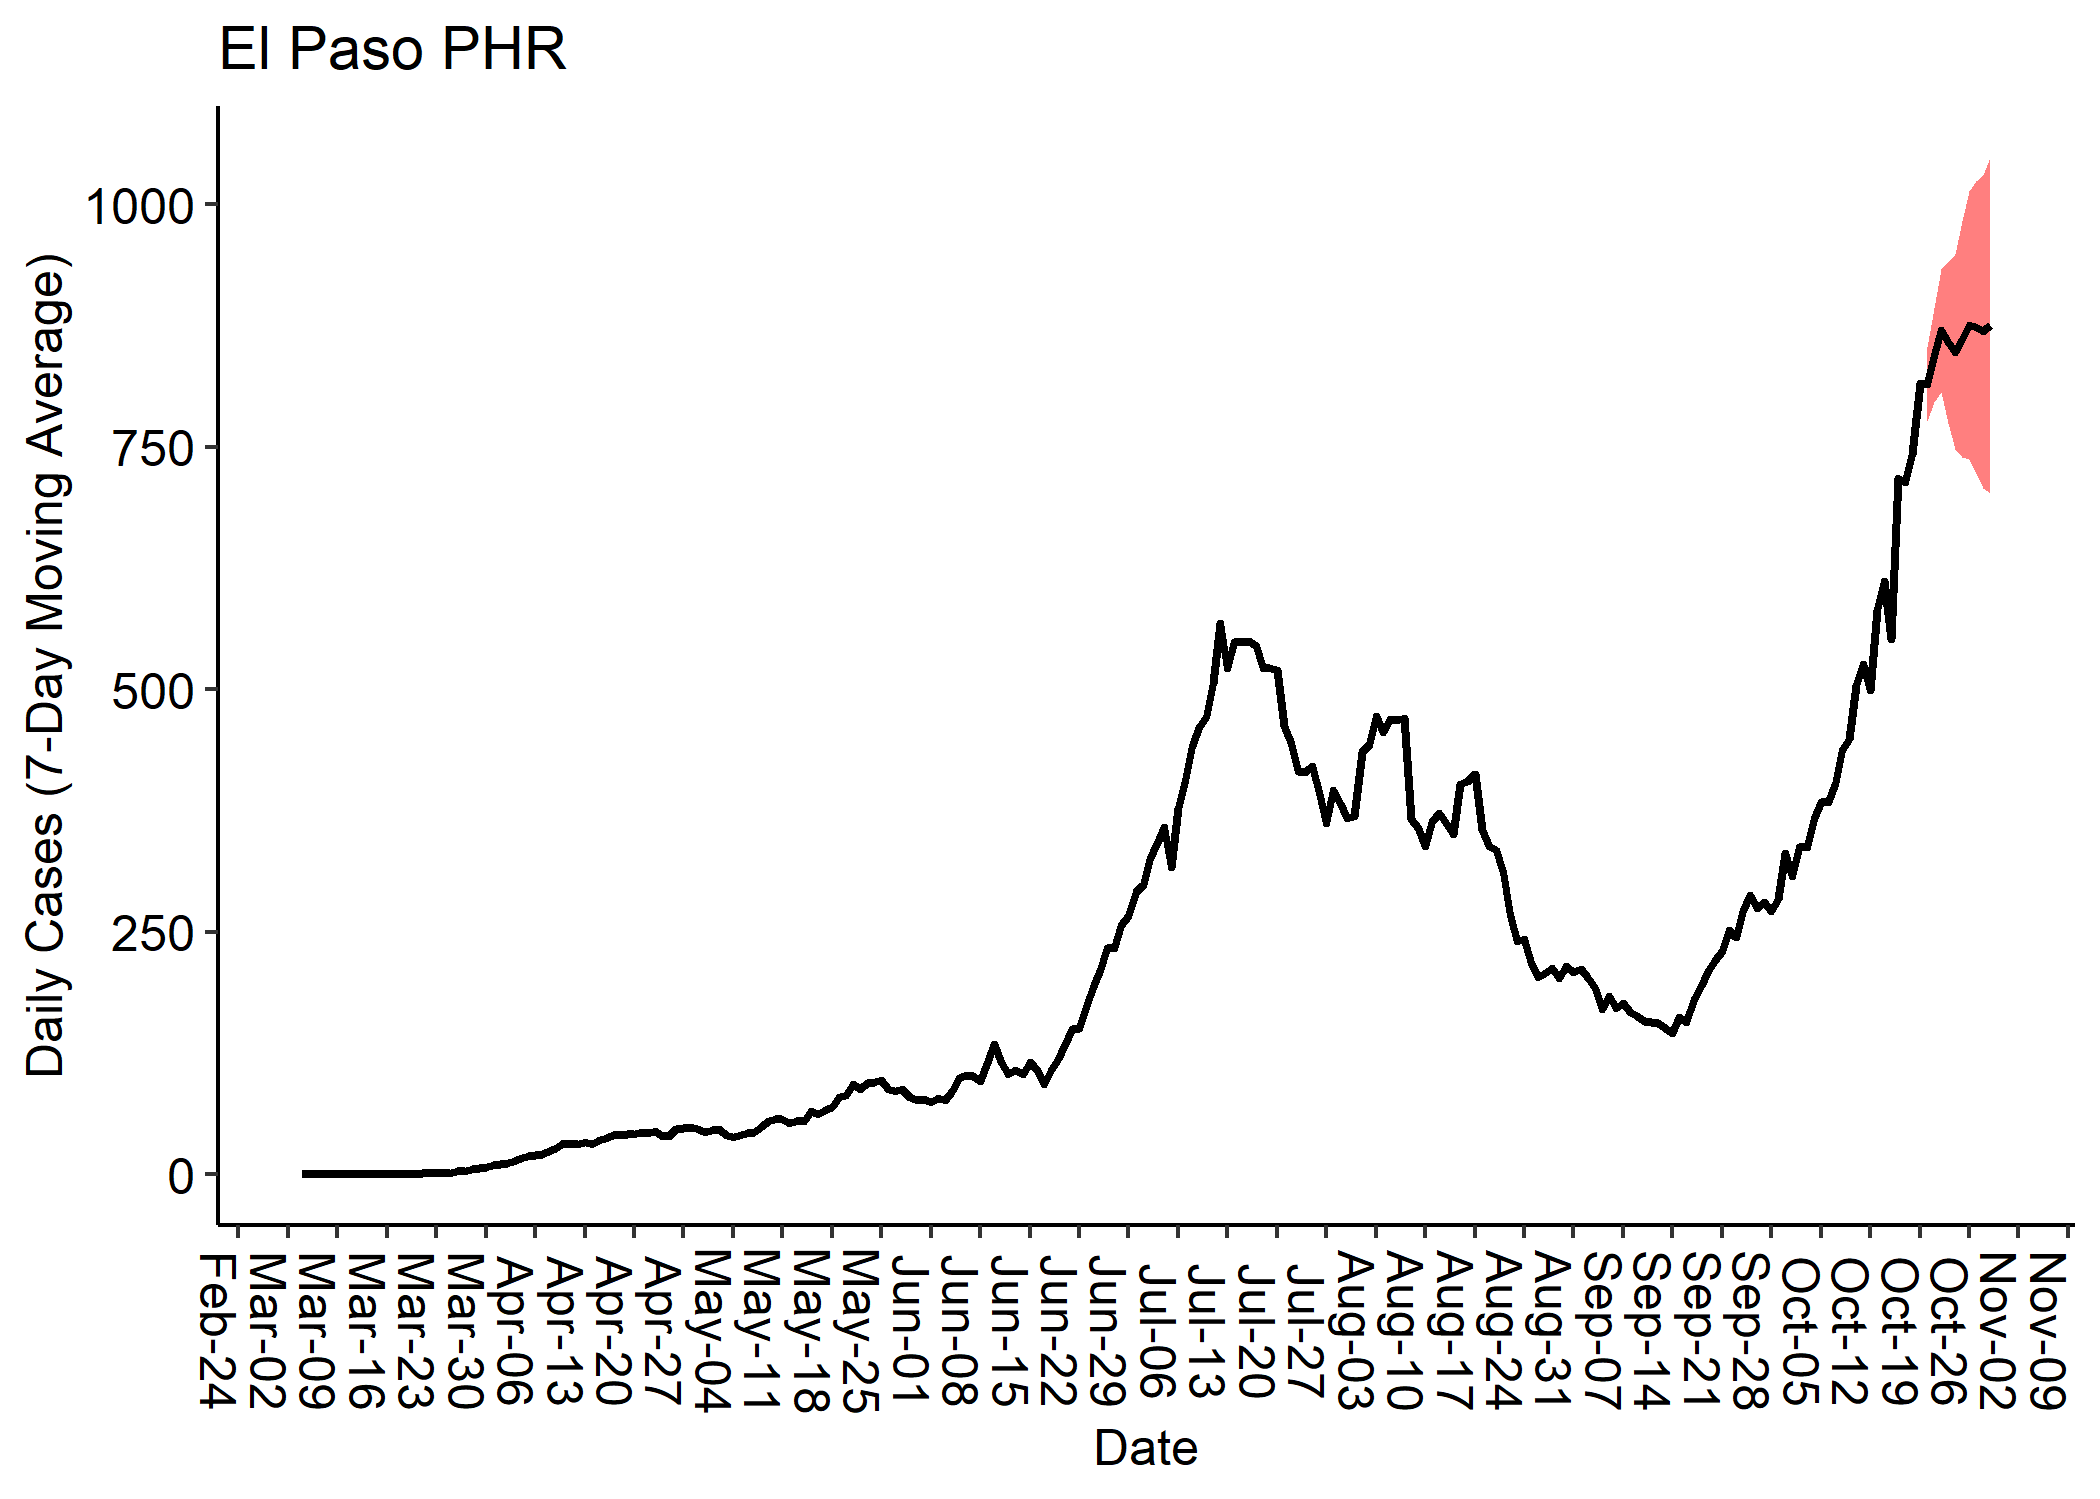 El Paso PHR
Daily Cases (7-Day Moving Average)
1000
750
500
250
0
Feb-24
Mar-02
Mar-09
Mar-16
Mar-23
Mar-30
Apr-06
Apr-13
Apr-20
Apr-27
May-04
May-11
May-18
May-25
Jun-01
Jun-08
Jun-15
Jun-22
Jun-29
Jul-06
Jul-13
Jul-20
Jul-27
Aug-03
Aug-10
Aug-17
Aug-24
Aug-31
Sep-07
Sep-14
Sep-21
Sep-28
Oct-05
Oct-12
Oct-19
Oct-26
Nov-02
Nov-09
Date